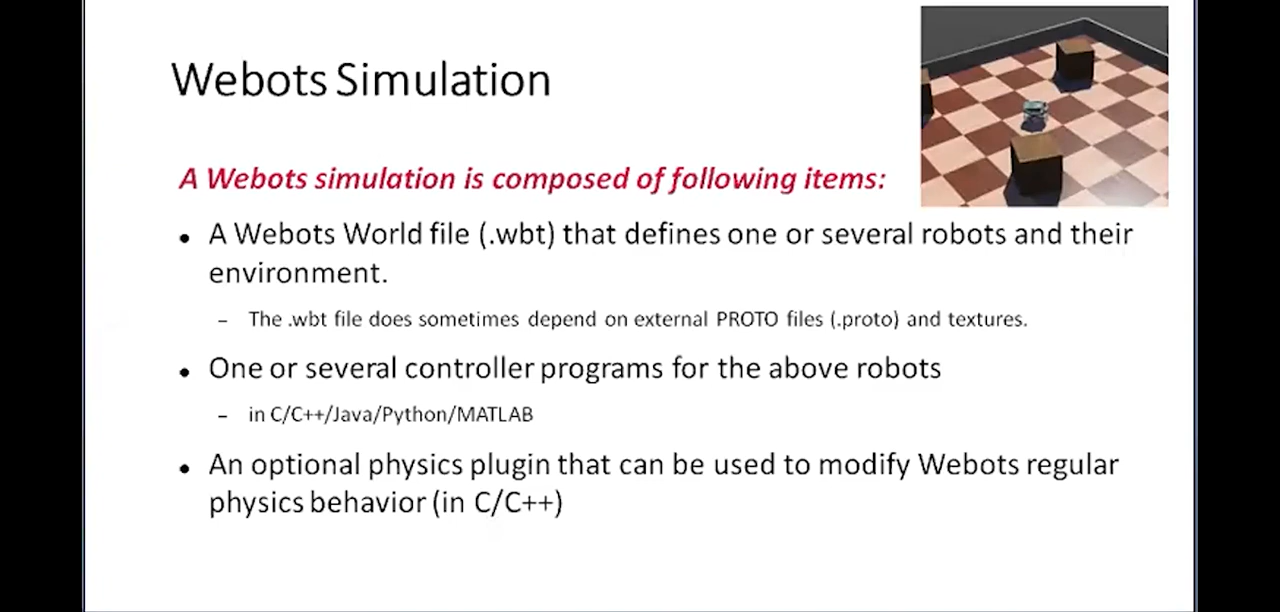 Webots Simulation
A Webots simulation is composed of following items:
• A Webots World file (.wbt) that defines one or several robots and their
environment.
– The .wbt file does sometimes depend on external PROTO files (.proto) and textures.
• One or several controller programs for the above robots
– in C/C++/Java/Python/MATLAB
• An optional physics plugin that can be used to modify Webots regular
physics behavior (in C/C++)